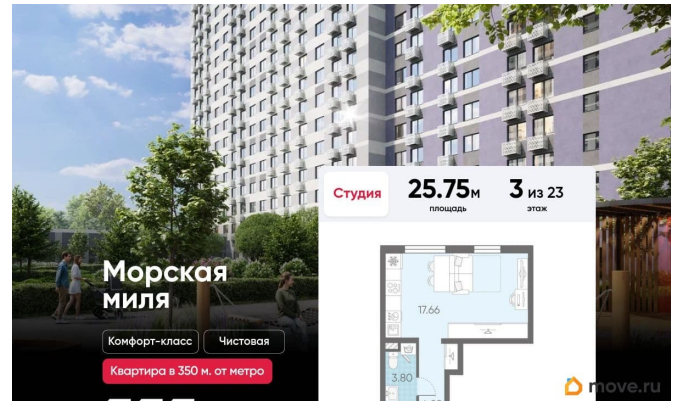 Студия
25.75м
площадь
3 из 23
этаж
Морская
миля
Комфорт-класс
Чистовая
Квартира в 350 м. от метро
17.66
3.80
move.ru